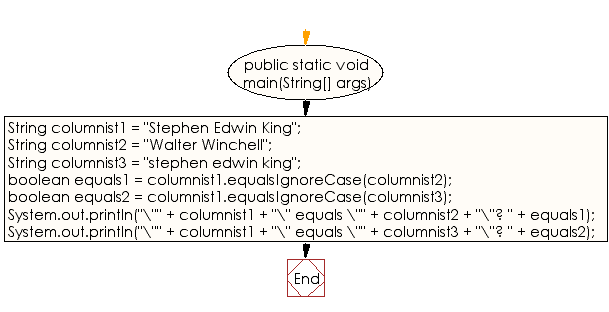 public static void
main(String[] args)
String columnist1 = "Stephen Edwin King";
String columnist2 = "Walter Winchell";
String columnist3 = "stephen edwin king";
boolean equals1 = columnist1.equalsIgnoreCase(columnist2);
boolean equals2 = columnist1.equalsIgnoreCase(columnist3);
System.out.println("\"" + columnist1 + "\" equals \"" + columnist2 + "\"? " + equals1);
System.out.println("\"" + columnist1 + "\" equals \"" + columnist3 + "\"? " + equals2);
End